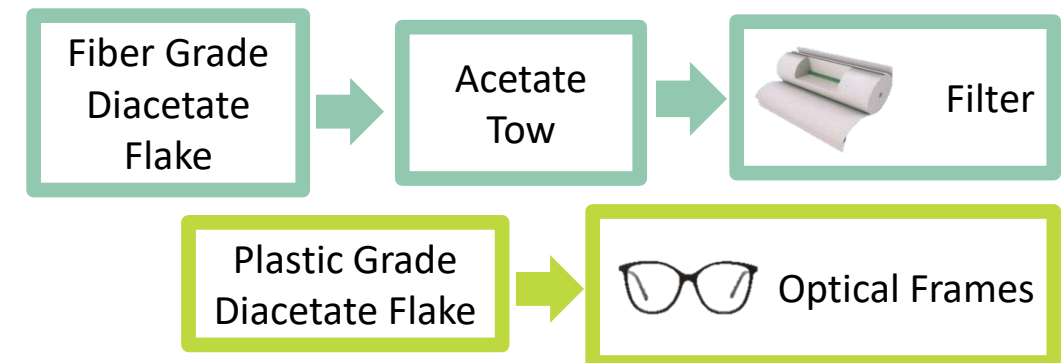 Fiber Grade
Diacetate
Flake
Acetate
Tow
Filter
Plastic Grade
Diacetate Flake
Optical Frames